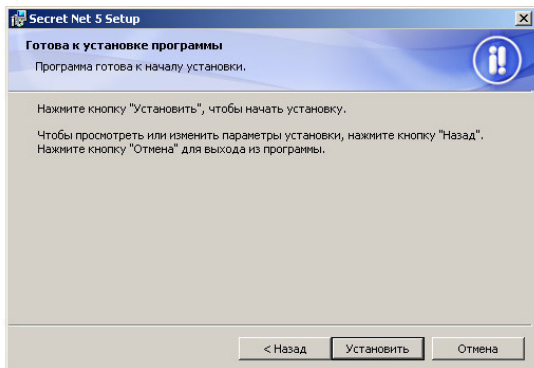 Secret Net 5 Setup
Готова к установке программы
Программа готова к началу установки.
Нажмите кнопку "Установить", чтобы начать установку.
Чтобы просмотреть или изменить параметры установки, нажмите кнопку "Назад".
Нажмите кнопку "Отмена" для выхода из программы.
< Назад Установить Отмена